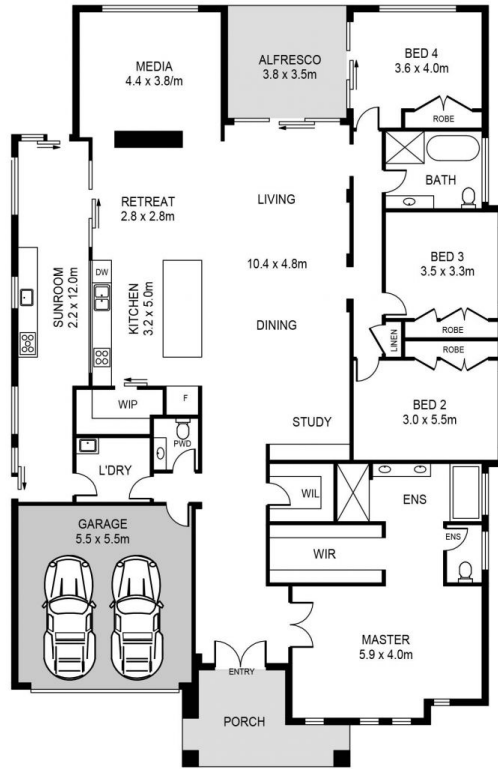 MEDIA
4.4 x 3.8/m
ALFRESCO
3.8 x 3.5m
BED 4
3.6 x 4.0m
ROBE
BATH
RETREAT
2.8 x 2.8m
LIVING
SUNROOM
2.2 x 12.0m
DW
KITCHEN
3.2 x 5.0m
10.4 x 4.8m
DINING
BED 3
3.5 x 3.3m
ROBE
LINEN
ROBE
BED 2
3.0 x 5.5m
WIP
F
STUDY
PWD
L'DRY
WIL
ENS
ENS
WIR
GARAGE
5.5 x 5.5m
MASTER
5.9 x 4.0m
ENTRY
PORCH